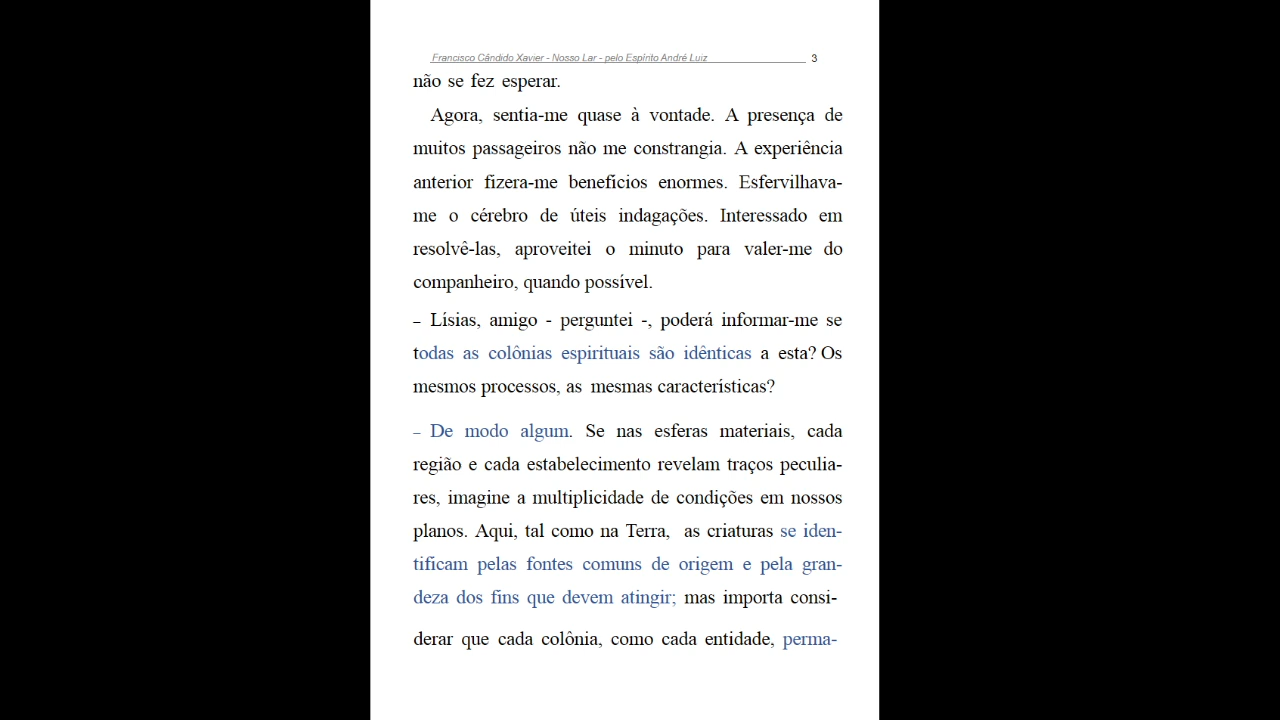 Francisco Cândido Xavier - Nosso Lar - pelo Espírito André Luiz 3
não se fez esperar.
Agora, sentia-me quase à vontade. A presença de
muitos passageiros não me constrangia. A experiência
anterior fizera-me benefícios enormes. Esfervilhava-
me o cérebro de úteis indagações. Interessado em
resolvê-las, aproveitei o minuto para valer-me do
companheiro, quando possível.
– Lísias, amigo - perguntei -, poderá informar-me se
todas as colônias espirituais são idênticas a esta? Os
mesmos processos, as mesmas características?
– De modo algum. Se nas esferas materiais, cada
região e cada estabelecimento revelam traços peculia-
res, imagine a multiplicidade de condições em nossos
planos. Aqui, tal como na Terra, as criaturas se iden-
tificam pelas fontes comuns de origem e pela gran-
deza dos fins que devem atingir; mas importa consi-
derar que cada colônia, como cada entidade, perma-